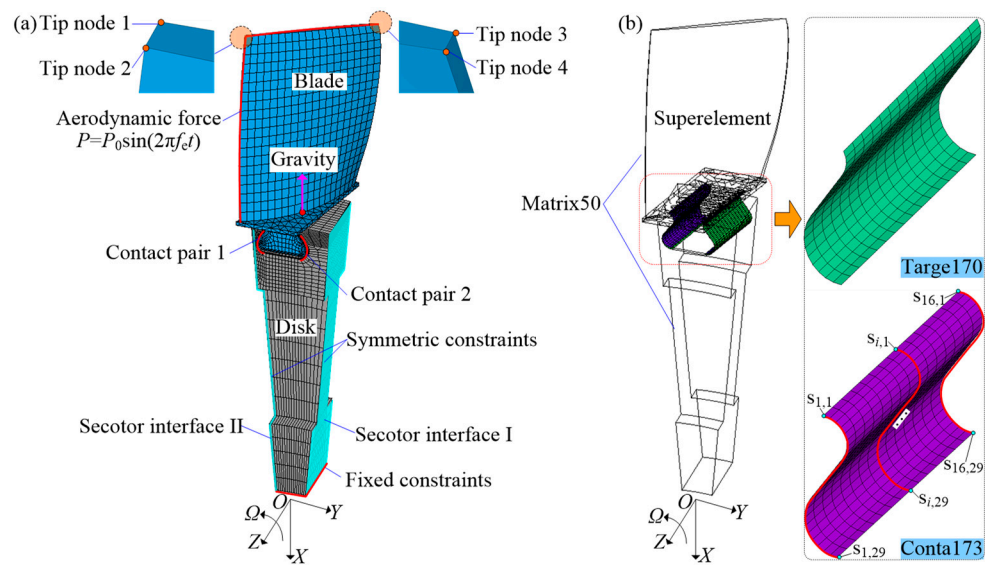 (a)
Tip node 1
Tip node 2
Tip node 3
Tip node 4
Blade
Aerodynamic force
P=P₀sin(2πfₑt)
Gravity
Contact pair 1
Contact pair 2
Disk
Symmetric constraints
Secotor interface II
Secotor interface I
Fixed constraints
O
Ω
Y
Z
X
(b)
Superelement
Matrix50
O
Ω
Y
Z
X
Targe170
s₁₆,₁
sᵢ,₁
s₁,₁
s₁₆,₂₉
sᵢ,₂₉
s₁,₂₉
Conta173